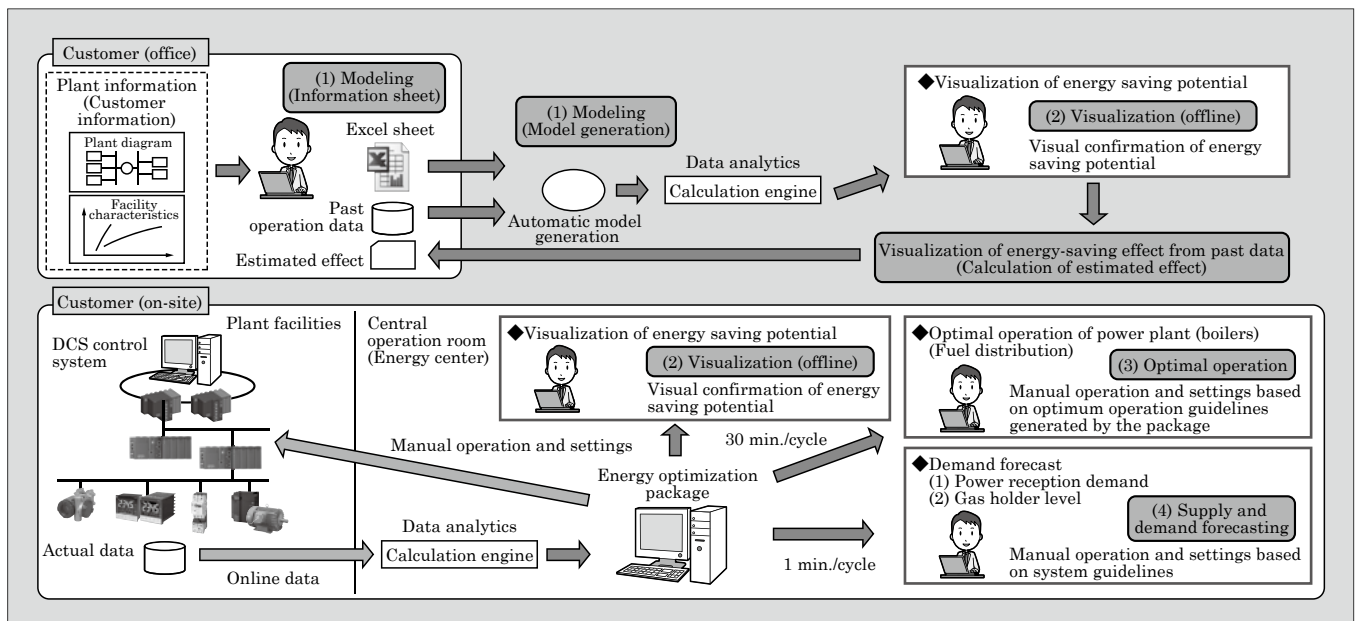 Customer (office)
Plant information
(Customer
information)
Plant diagram
Facility
characteristics
(1) Modeling
(Information sheet)
Excel sheet
Past
operation data
Estimated effect
(1) Modeling
(Model generation)
Automatic model
generation
Data analytics
Calculation engine
◆Visualization of energy saving potential
(2) Visualization (offline)
Visual confirmation of energy
saving potential
Visualization of energy-saving effect from past data
(Calculation of estimated effect)
Customer (on-site)
Plant facilities
DCS control
system
Actual data
Online data
Central
operation room
(Energy center)
◆Visualization of energy saving potential
(2) Visualization (offline)
Visual confirmation of energy
saving potential
Manual operation and settings
30 min./cycle
Energy optimization
package
Data analytics
Calculation engine
1 min./cycle
◆Optimal operation of power plant (boilers)
(Fuel distribution)
(3) Optimal operation
Manual operation and settings based
on optimum operation guidelines
generated by the package
◆Demand forecast
(1) Power reception demand
(2) Gas holder level
(4) Supply and
demand forecasting
Manual operation and settings based
on system guidelines